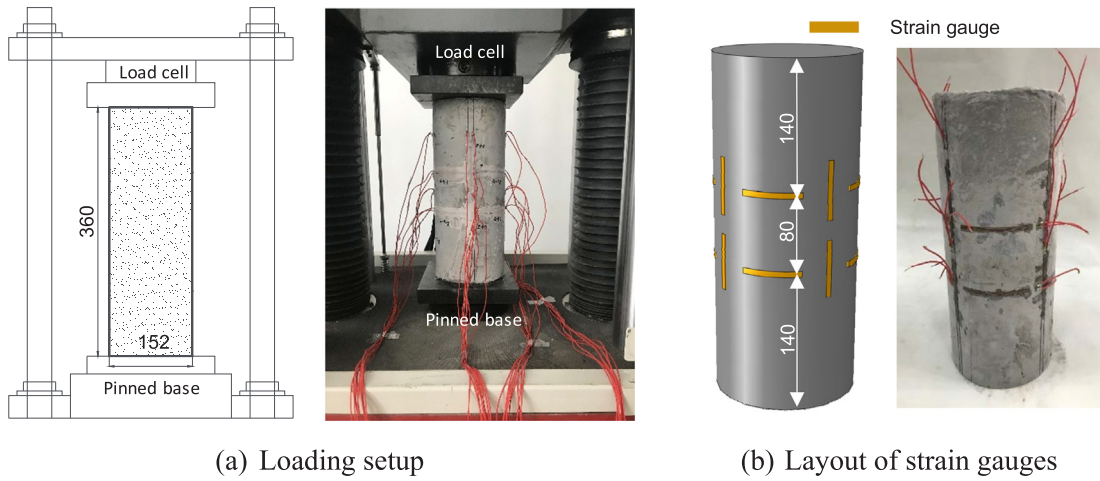 Load cell
360
152
Pinned base
Load cell
Pinned base
Strain gauge
140
80
140
(a) Loading setup
(b) Layout of strain gauges